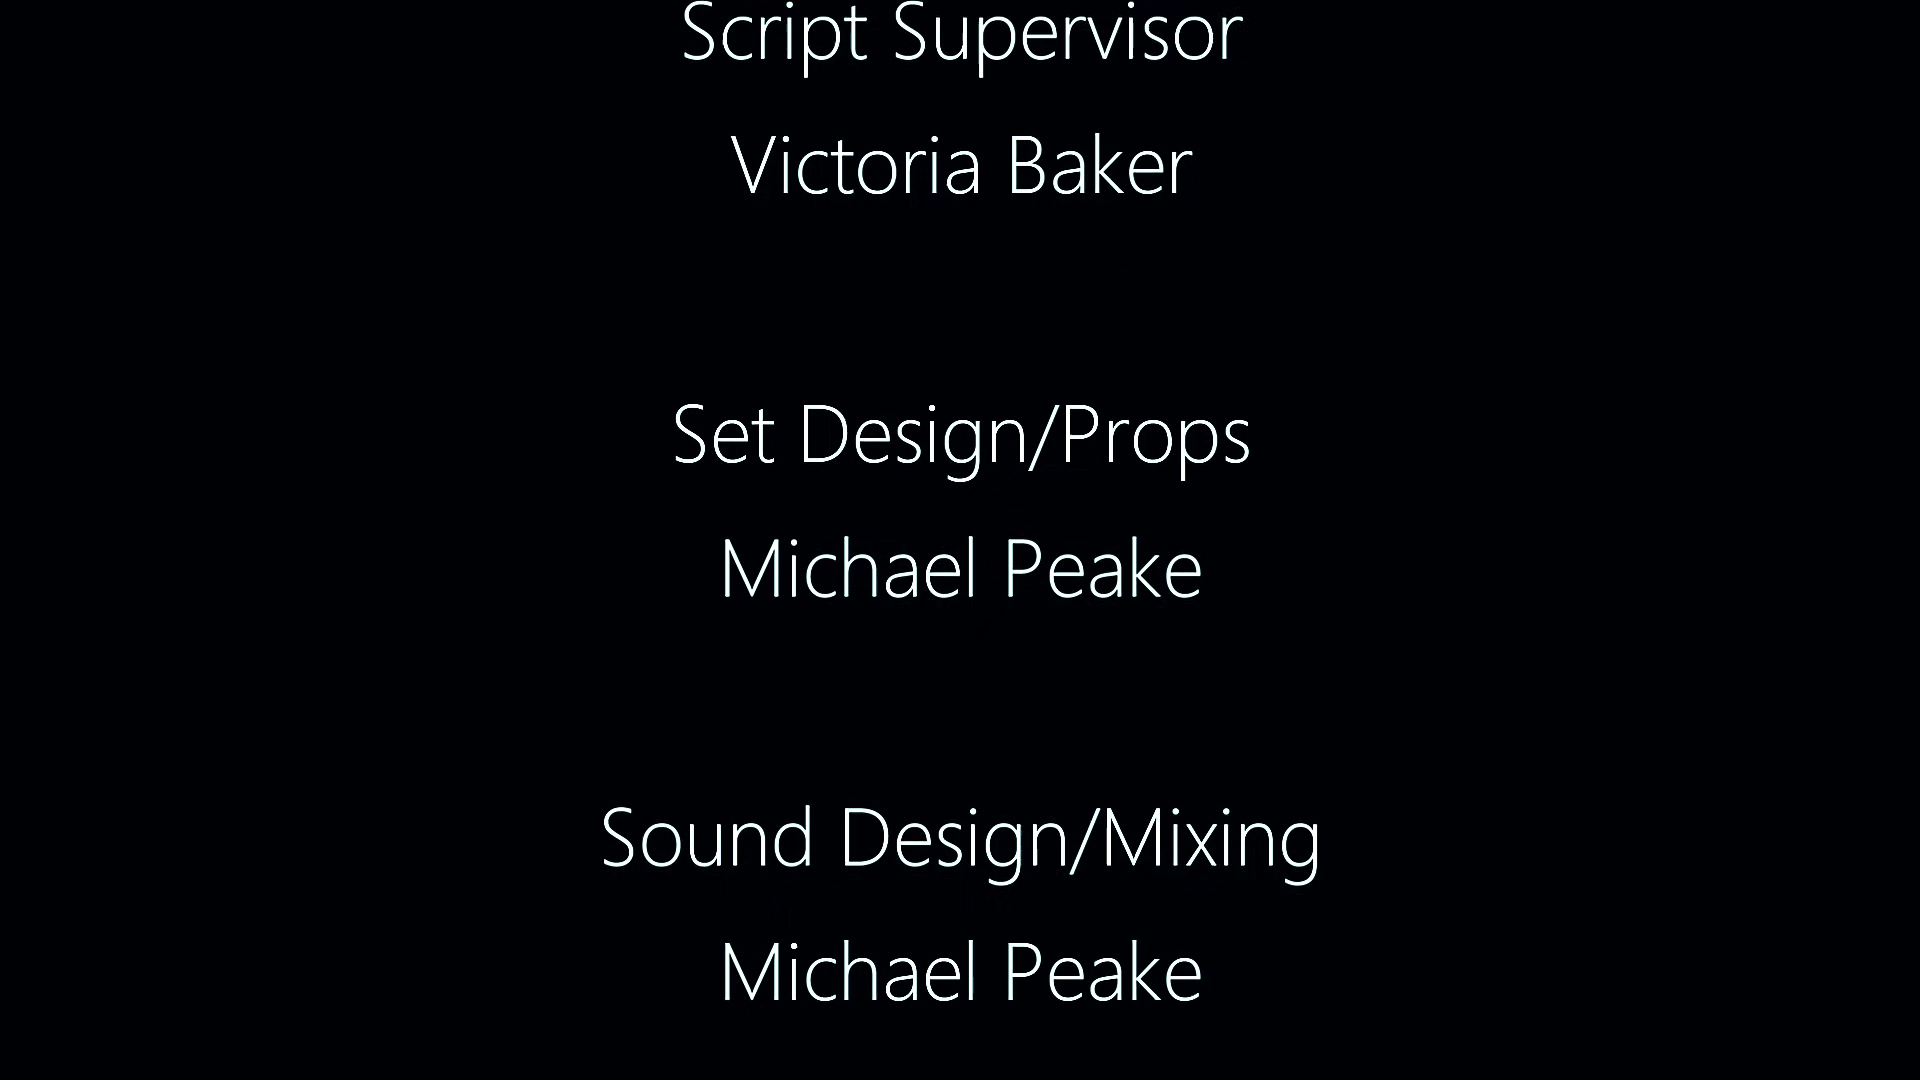 Script Supervisor
Victoria Baker
Set Design/Props
Michael Peake
Sound Design/Mixing
Michael Peake